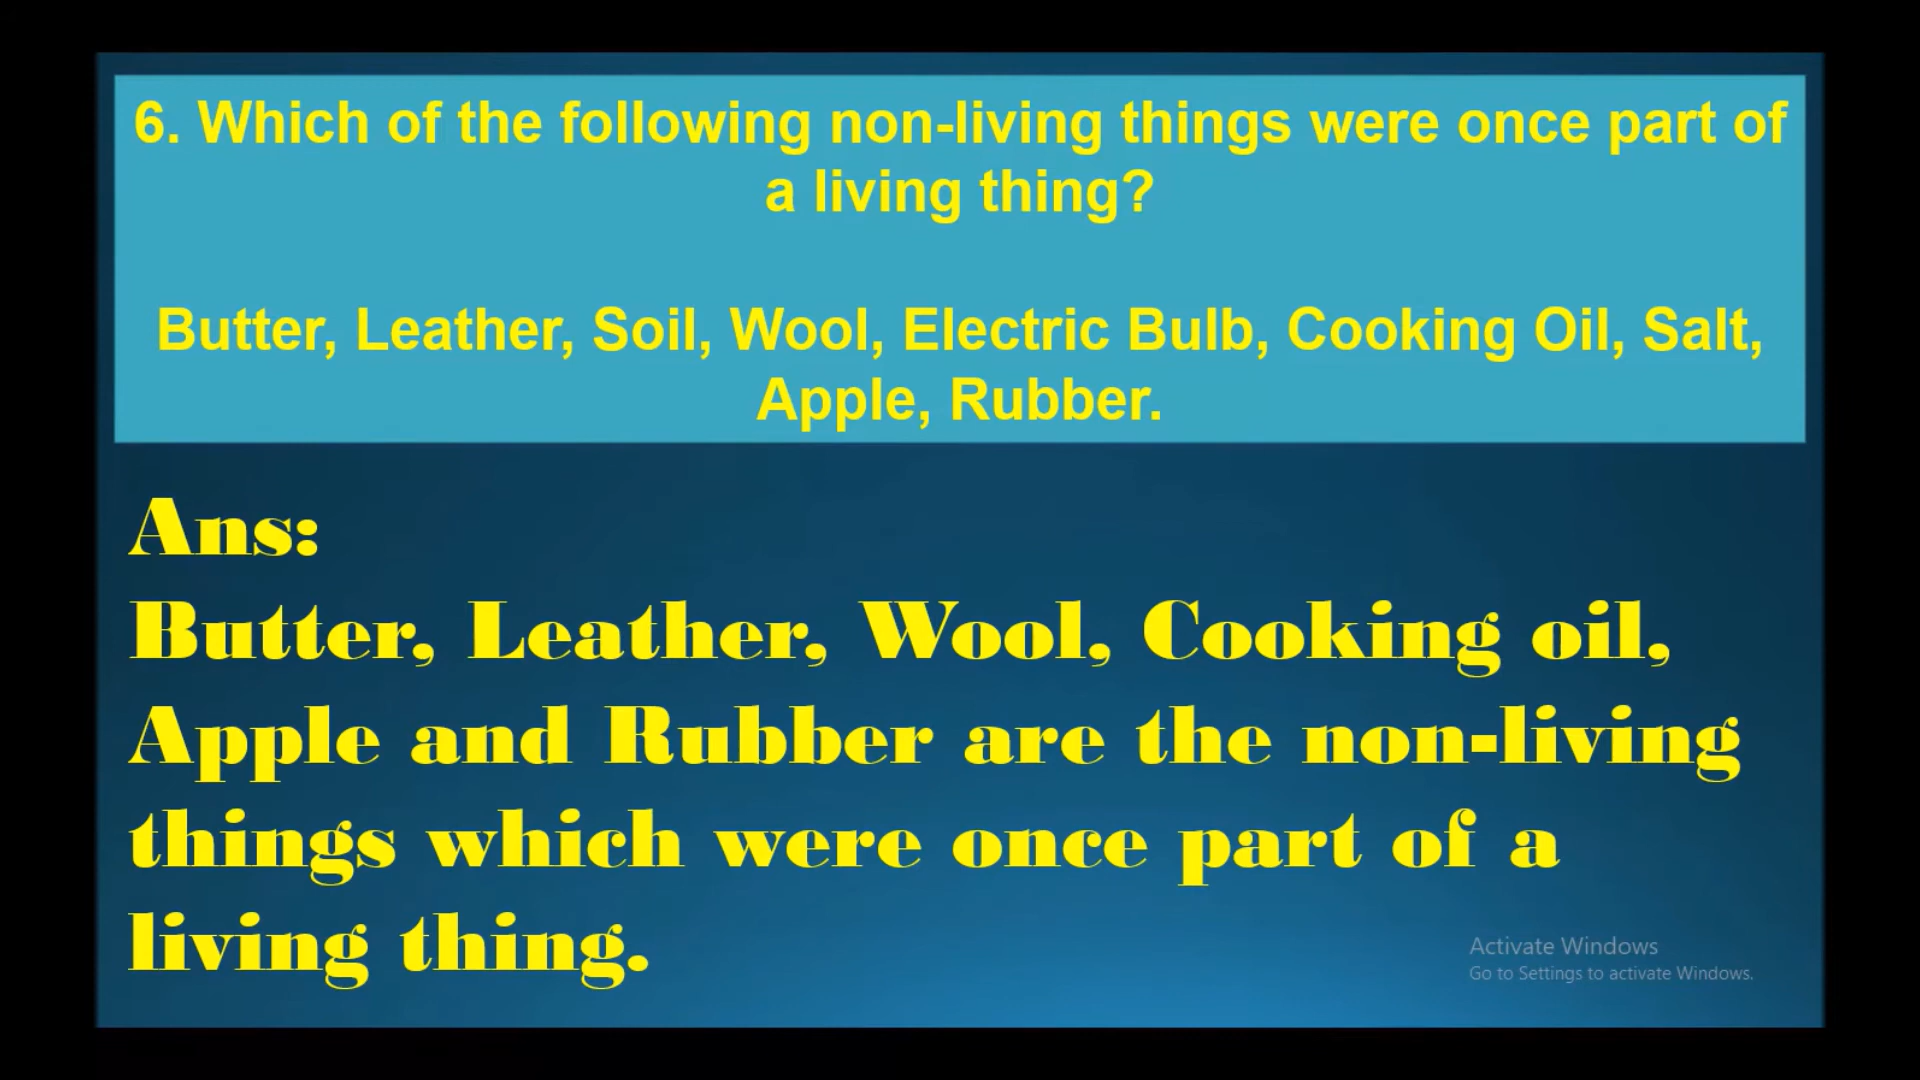 6. Which of the following non-living things were once part of
a living thing?
Butter, Leather, Soil, Wool, Electric Bulb, Cooking Oil, Salt,
Apple, Rubber.
Ans:
Butter, Leather, Wool, Cooking oil,
Apple and Rubber are the non-living
things which were once part of a
living thing.
Activate Windows
Go to Settings to activate Windows.